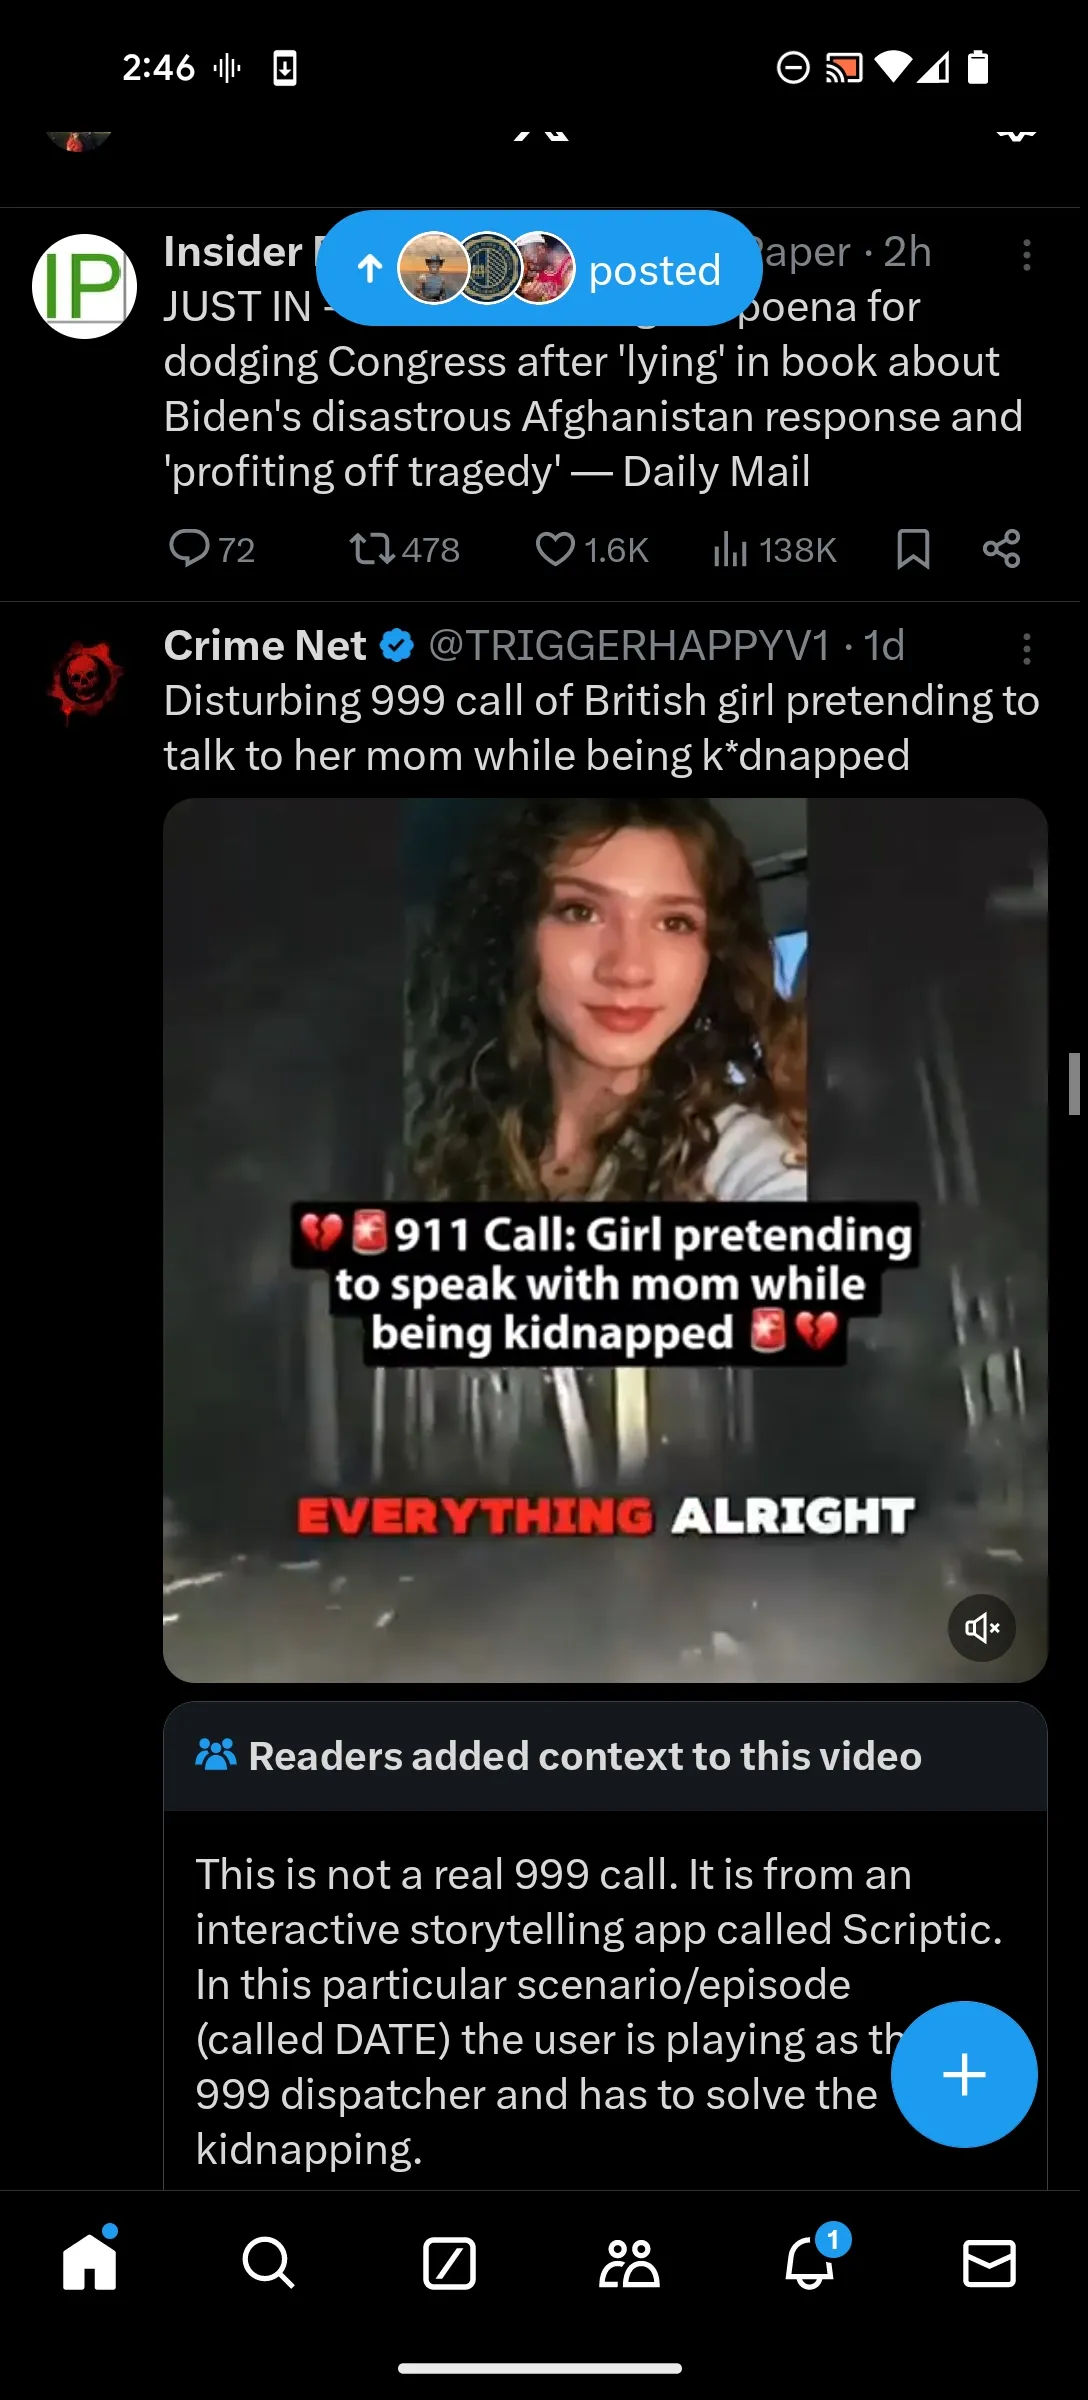 2:46
Insider
Paper · 2h
posted
JUST IN -
poena for
dodging Congress after 'lying' in book about
Biden's disastrous Afghanistan response and
'profiting off tragedy' — Daily Mail
72 478 1.6K 138K
Crime Net @TRIGGERHAPPYV1 · 1d
Disturbing 999 call of British girl pretending to
talk to her mom while being k*dnapped
💔🚨911 Call: Girl pretending
to speak with mom while
being kidnapped 🚨💔
EVERYTHING ALRIGHT
Readers added context to this video
This is not a real 999 call. It is from an
interactive storytelling app called Scriptic.
In this particular scenario/episode
(called DATE) the user is playing as th
999 dispatcher and has to solve the
kidnapping.
1
IP